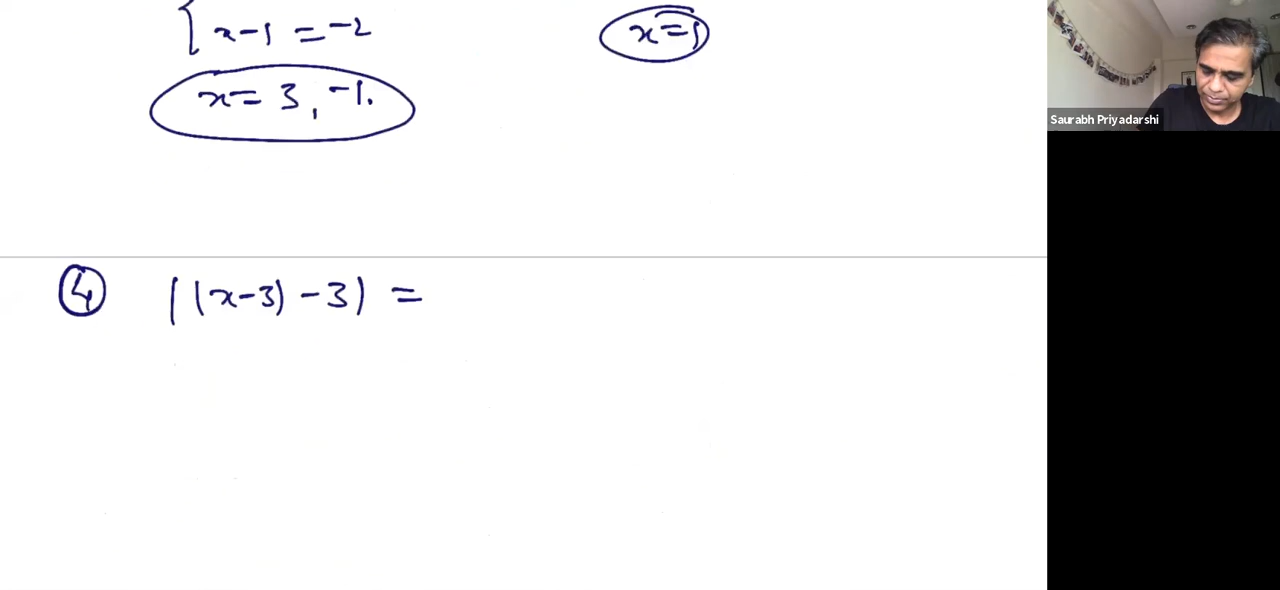 x-1 = -2
x=1
x= 3, -1.
Saurabh Priyadarshi
④ |(x-3) -3) =